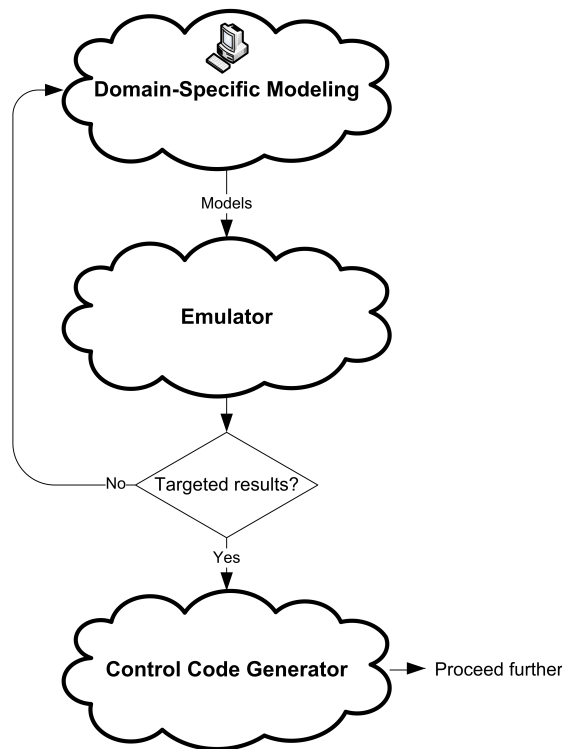 Domain-Specific Modeling
Models
Emulator
Targeted results?
No
Yes
Control Code Generator
Proceed further